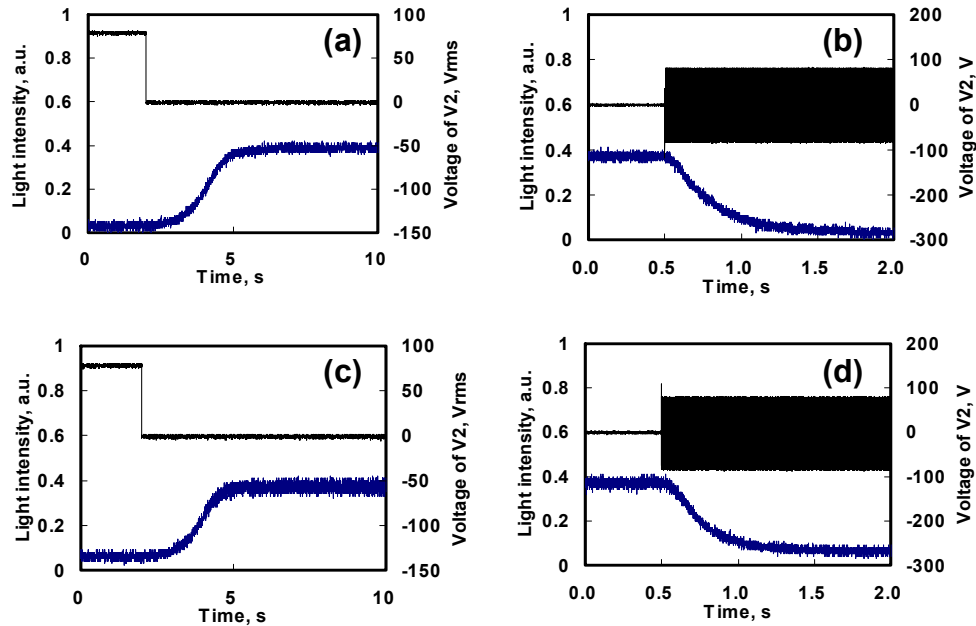 (a)
Light intensity, a.u.
1
0.8
0.6
0.4
0.2
0
100
50
0
-50
-100
-150
Voltage of V2, Vrms
0 5 10
Time, s
(b)
Light intensity, a.u.
1
0.8
0.6
0.4
0.2
0
200
100
0
-100
-200
-300
Voltage of V2, V
0.0 0.5 1.0 1.5 2.0
Time, s
(c)
Light intensity, a.u.
1
0.8
0.6
0.4
0.2
0
100
50
0
-50
-100
-150
Voltage of V2, Vrms
0 5 10
Time, s
(d)
Light intensity, a.u.
1
0.8
0.6
0.4
0.2
0
200
100
0
-100
-200
-300
Voltage of V2, V
0.0 0.5 1.0 1.5 2.0
Time, s